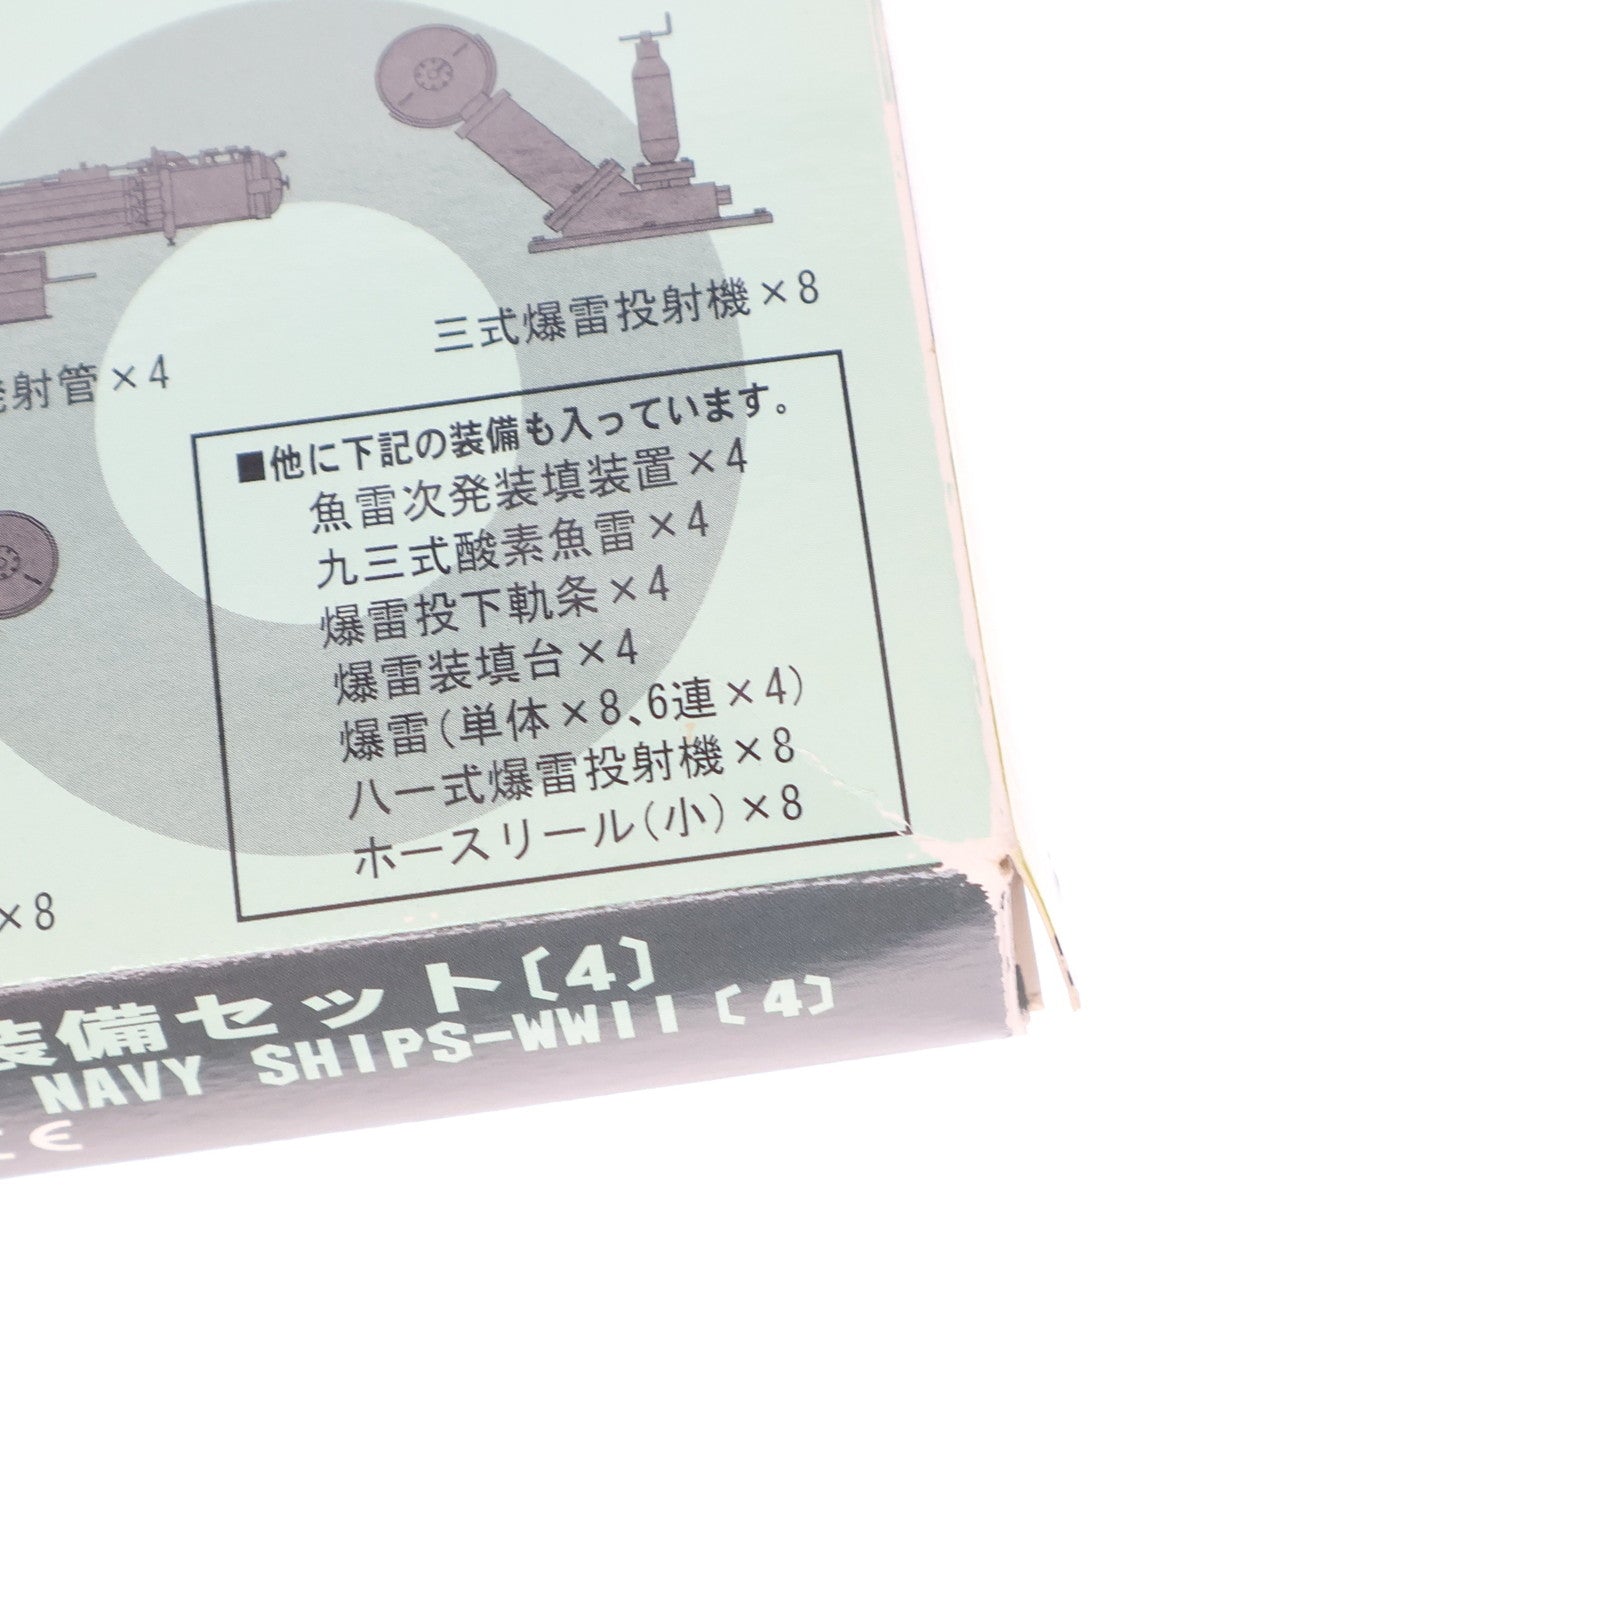 三式爆雷投射機×8
射管×4
■他に下記の装備も入っています。
魚雷次発装填装置×4
九三式酸素魚雷×4
爆雷投下軌条×4
爆雷装填台×4
爆雷(単体×8、6連×4)
八一式爆雷投射機×8
ホースリール(小)×8
×8
装備セット〔4〕
NAVY SHIPS-WWII〔4〕